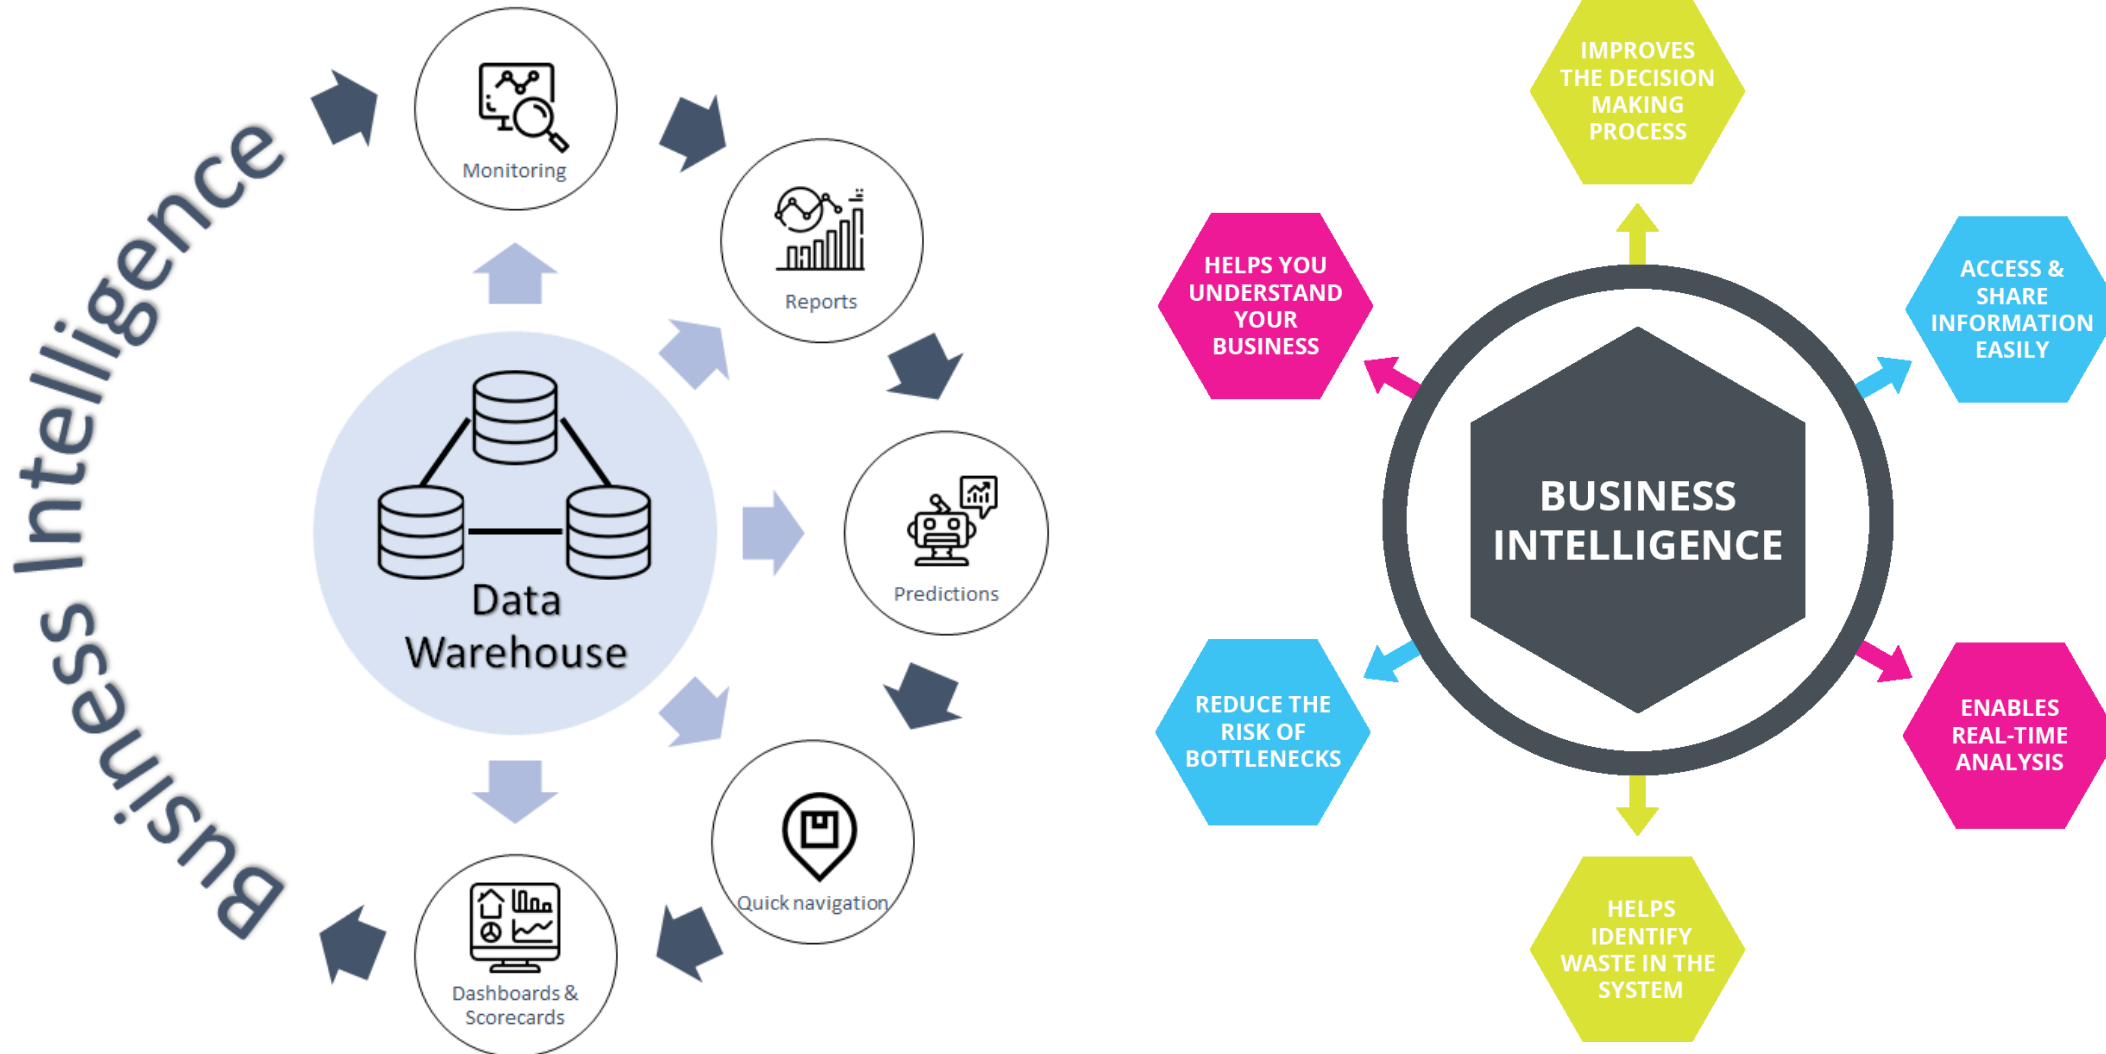 Business Intelligence
Monitoring
Reports
Predictions
Quick navigation
Dashboards &
Scorecards
Data
Warehouse
IMPROVES
THE DECISION
MAKING
PROCESS
HELPS YOU
UNDERSTAND
YOUR
BUSINESS
ACCESS &
SHARE
INFORMATION
EASILY
BUSINESS
INTELLIGENCE
REDUCE THE
RISK OF
BOTTLENECKS
ENABLES
REAL-TIME
ANALYSIS
HELPS
IDENTIFY
WASTE IN THE
SYSTEM